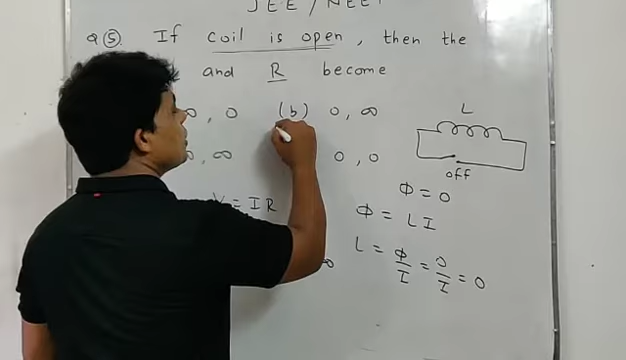 JEE / NEET
Q ⑤. If coil is open, then the
and R become
∞, 0 (b) 0, ∞
∞, ∞ 0, 0
L
off
V = IR
ϕ = 0
ϕ = LI
L = ϕ/I = 0/I = 0
∞